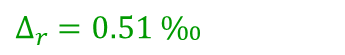 Δᵣ = 0.51 ‰